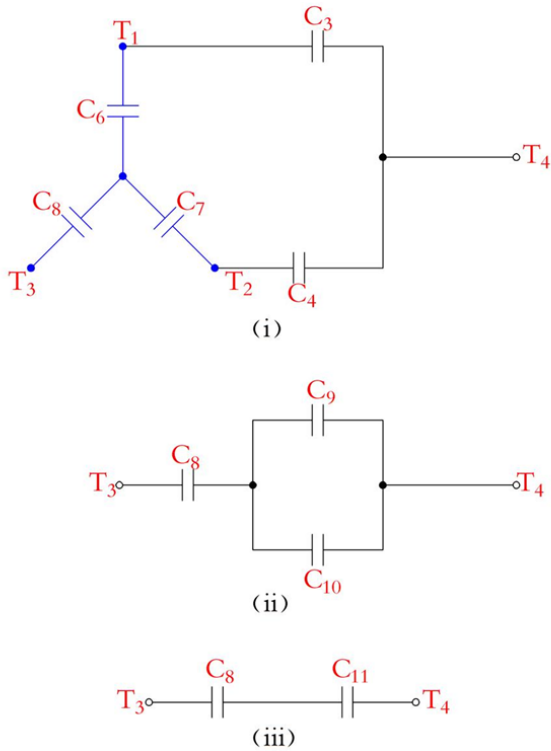 C₃
T₁
C₆
T₄
C₈
C₇
T₃
T₂
C₄
(i)
C₉
C₈
T₃
T₄
C₁₀
(ii)
C₈
C₁₁
T₃
T₄
(iii)